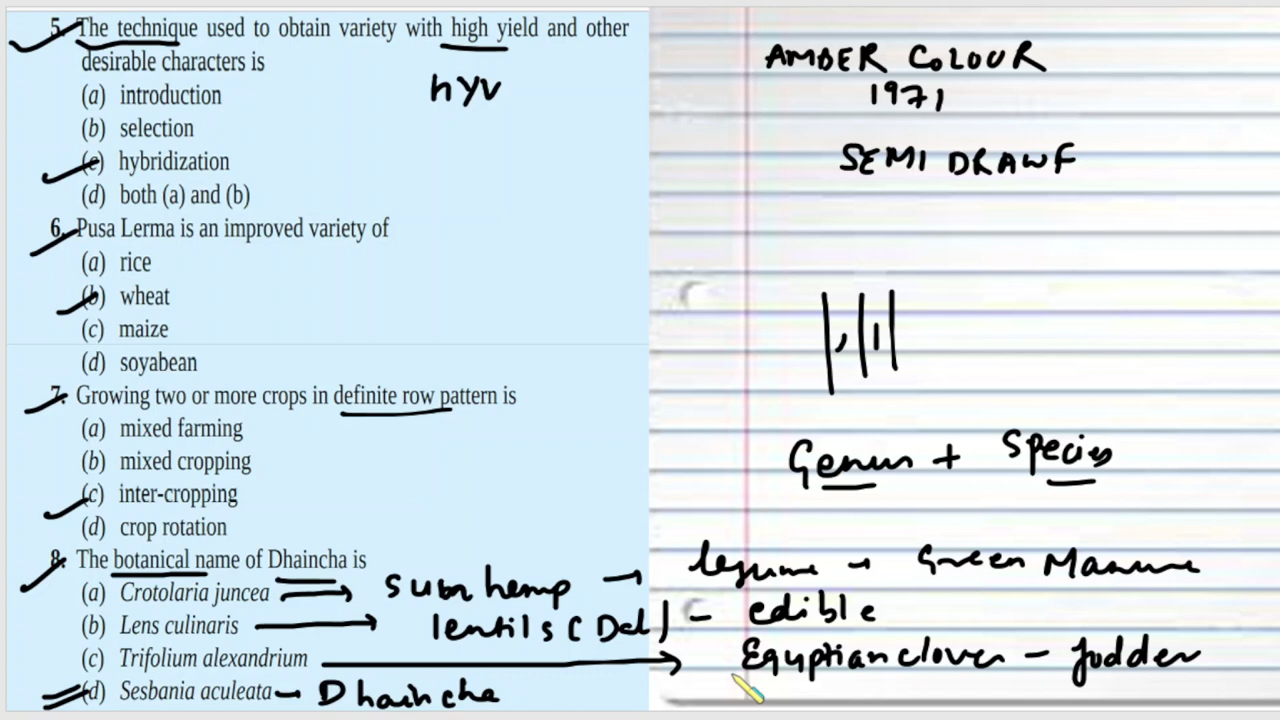 5. The technique used to obtain variety with high yield and other
desirable characters is
(a) introduction
(b) selection
(c) hybridization
(d) both (a) and (b)
hyv
6. Pusa Lerma is an improved variety of
(a) rice
(b) wheat
(c) maize
(d) soyabean
7. Growing two or more crops in definite row pattern is
(a) mixed farming
(b) mixed cropping
(c) inter-cropping
(d) crop rotation
8. The botanical name of Dhaincha is
(a) Crotolaria juncea → sunn hemp → legume → Green Manure
(b) Lens culinaris → lentils (Dal) - edible
(c) Trifolium alexandrium → Egyptian clover - fodder
(d) Sesbania aculeata - Dhaincha
AMBER COLOUR
1971
SEMI DRAWF
Genus + Species